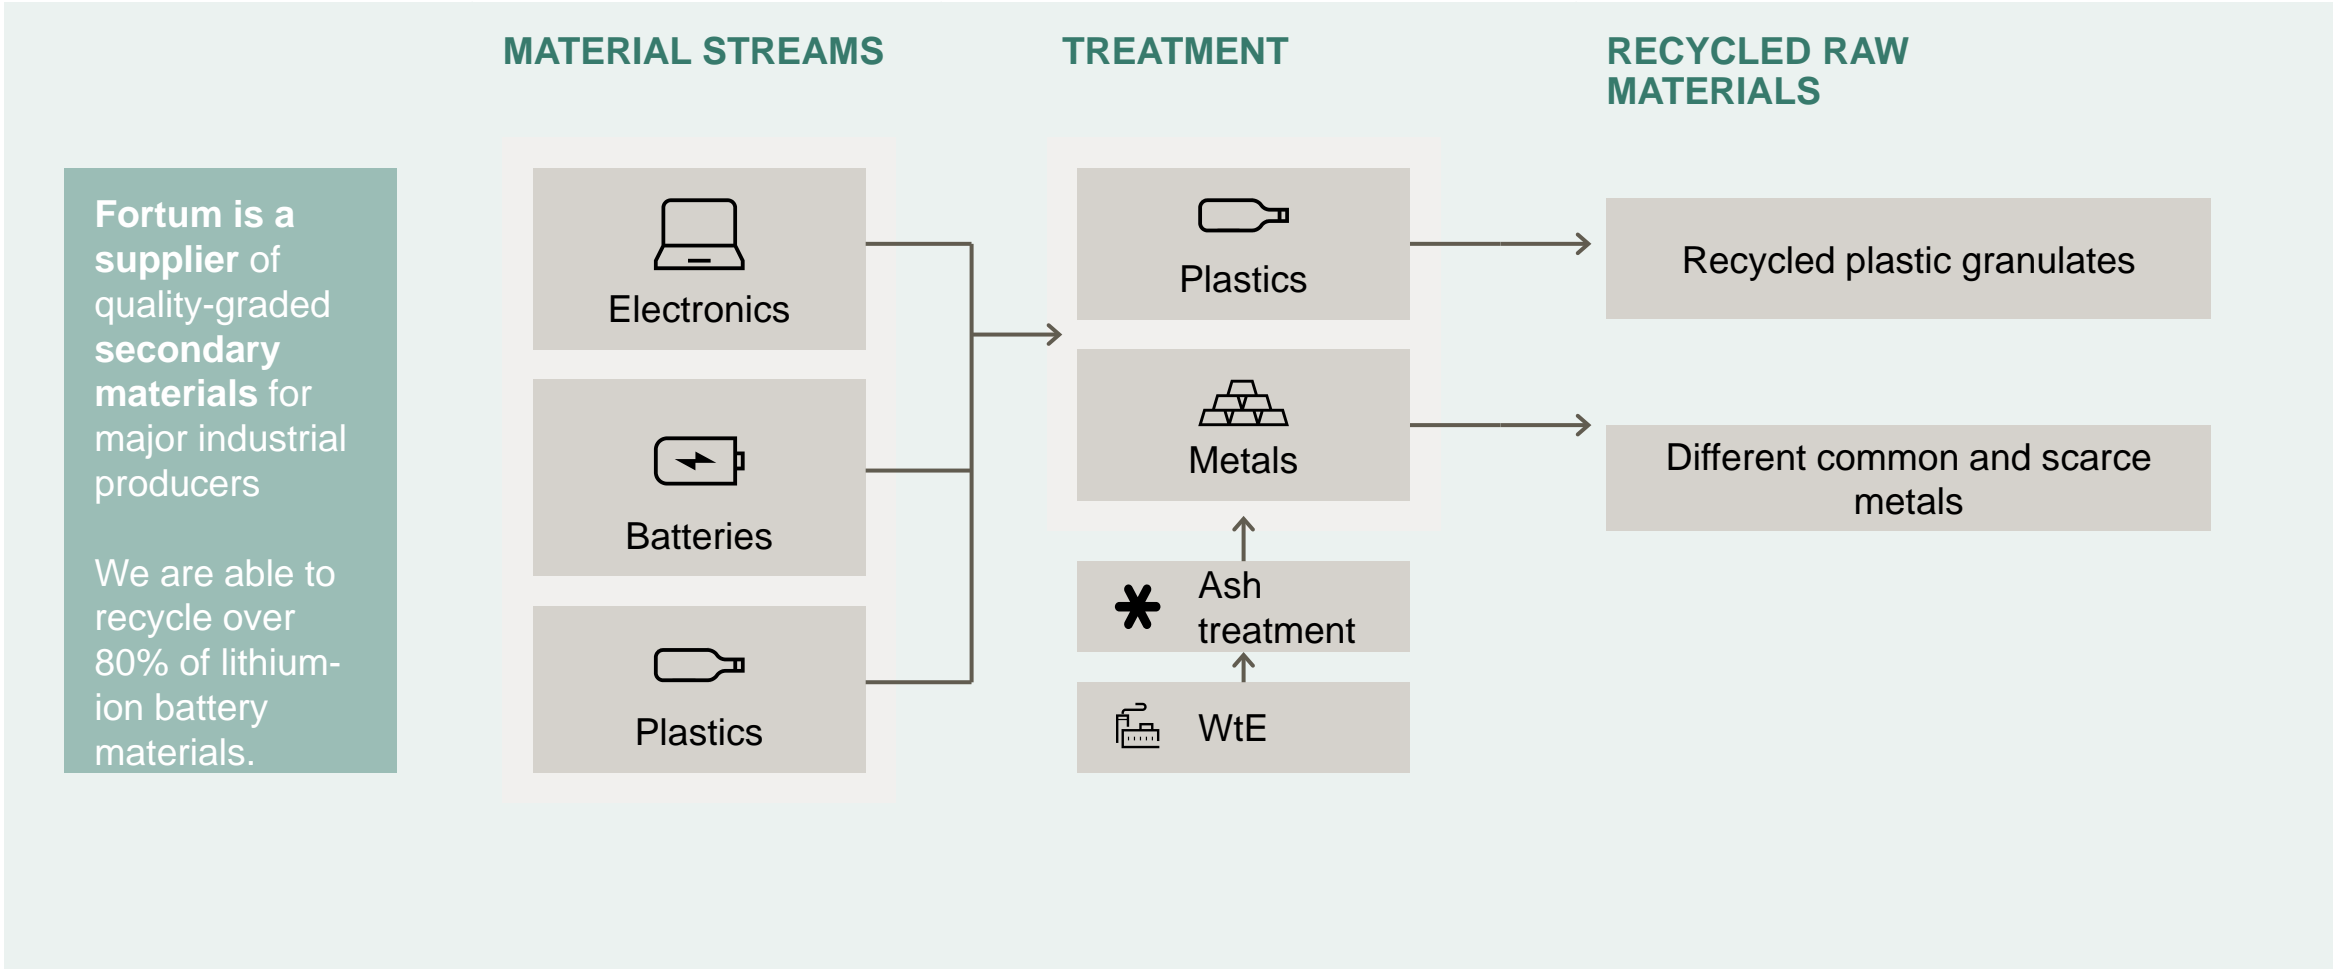 MATERIAL STREAMS
TREATMENT
RECYCLED RAW
MATERIALS
Fortum is a
supplier of
quality-graded
secondary
materials for
major industrial
producers
We are able to
recycle over
80% of lithium-
ion battery
materials.
Electronics
Batteries
Plastics
Plastics
Metals
Ash
treatment
WtE
Recycled plastic granulates
Different common and scarce
metals